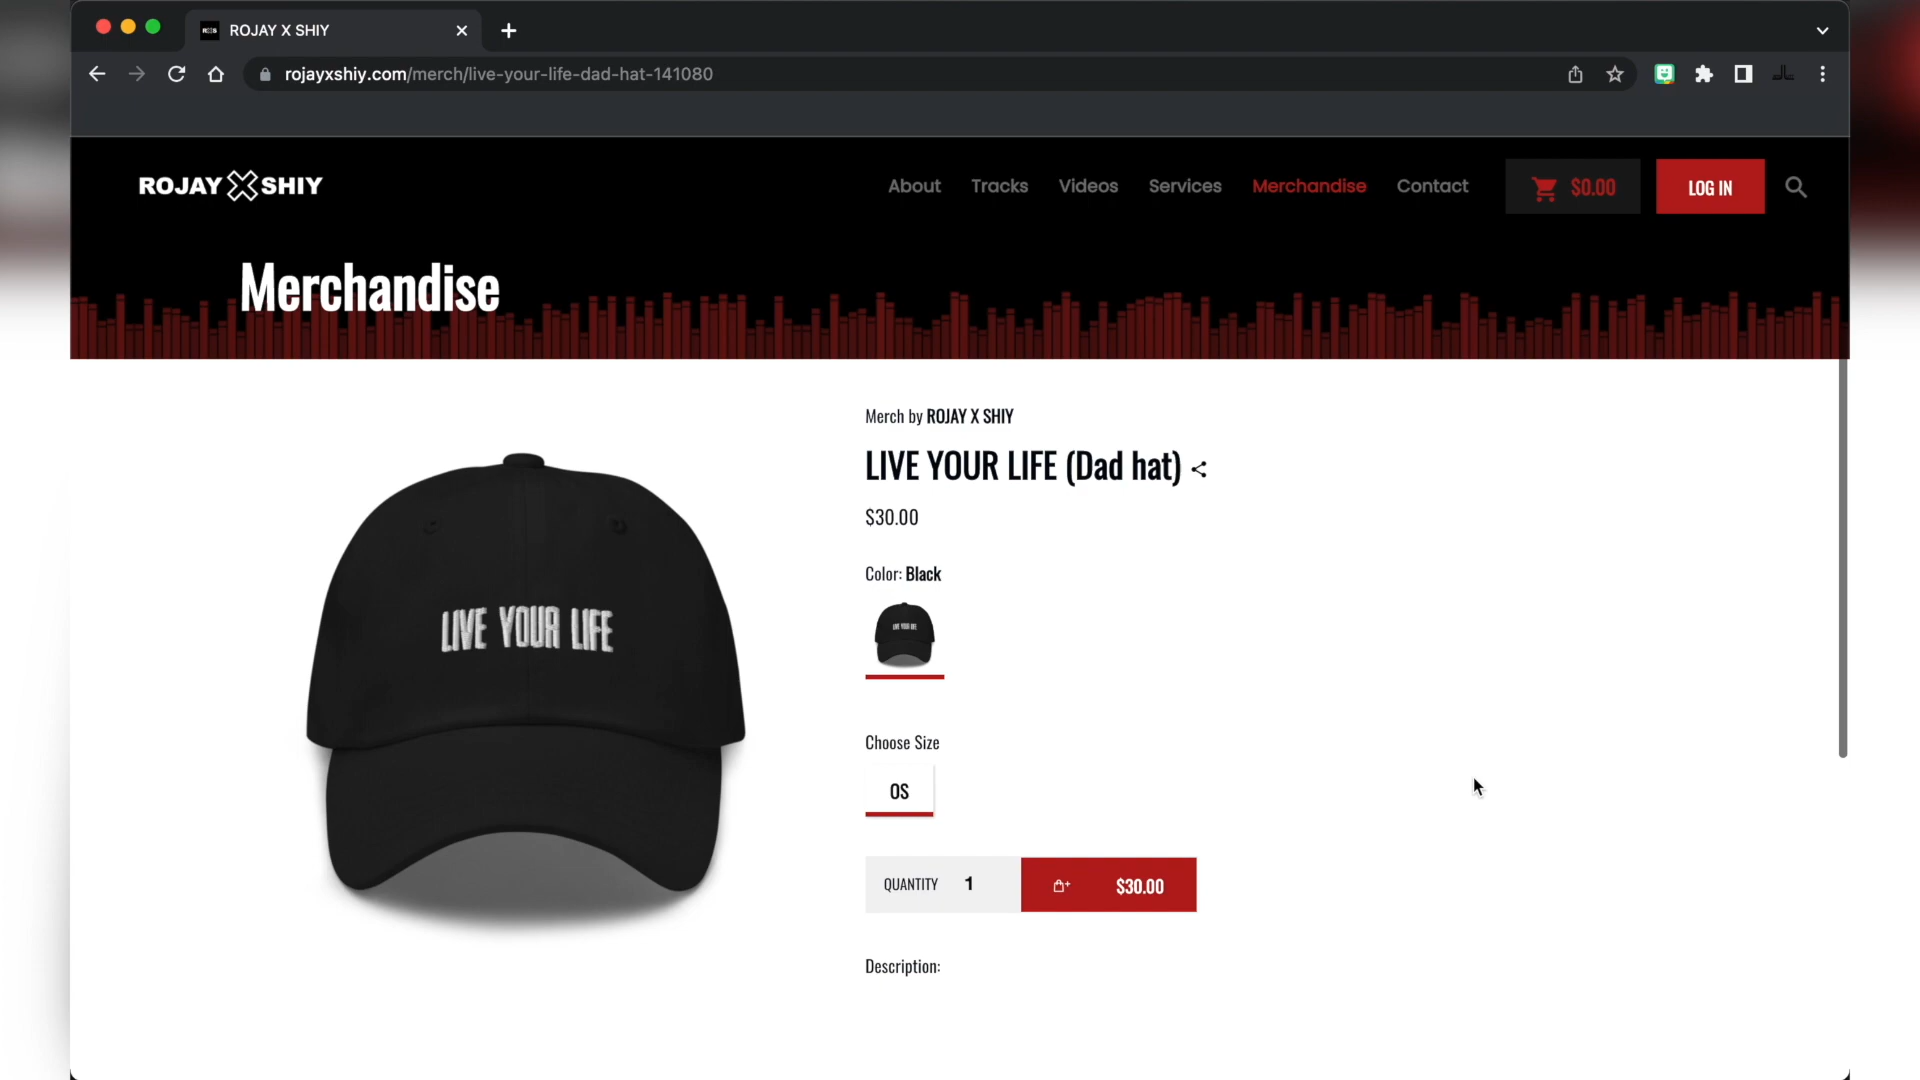 ROJAY X SHIY
rojayxshiy.com/merch/live-your-life-dad-hat-141080
ROJAY X SHIY
About
Tracks
Videos
Services
Merchandise
Contact
$0.00
LOG IN
Merchandise
Merch by ROJAY X SHIY
LIVE YOUR LIFE (Dad hat)
$30.00
Color: Black
LIVE YOUR LIFE
LIVE YOUR LIFE
Choose Size
OS
QUANTITY 1
$30.00
Description: